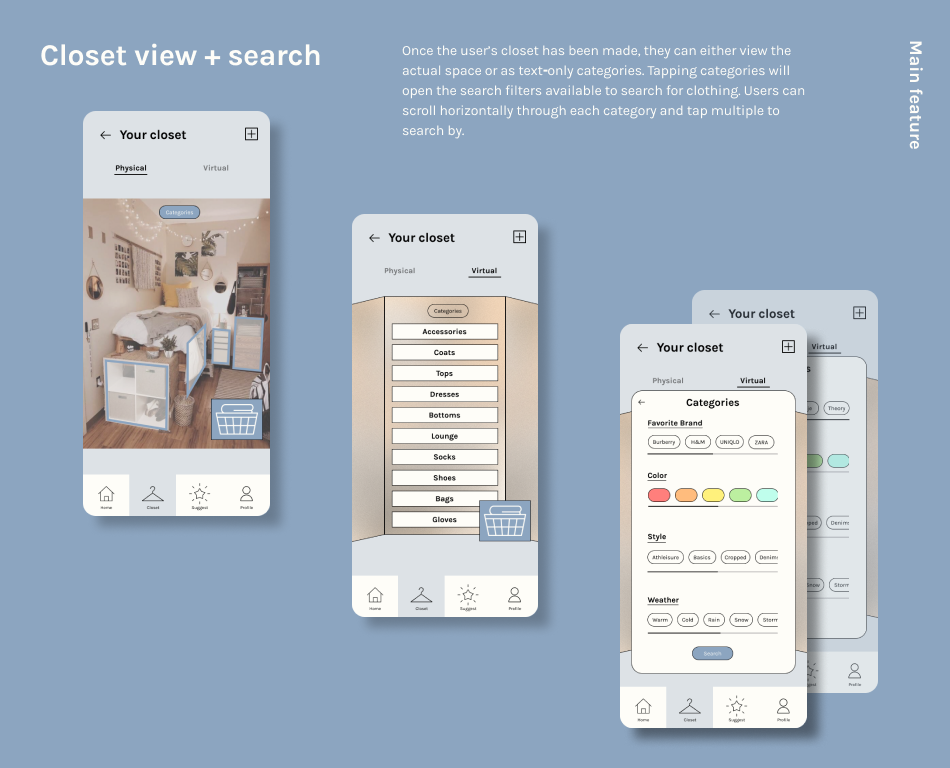 Closet view + search
Once the user's closet has been made, they can either view the
actual space or as text-only categories. Tapping categories will
open the search filters available to search for clothing. Users can
scroll horizontally through each category and tap multiple to
search by.
Main feature
← Your closet
Physical Virtual
Categories
Home Closet Suggest Profile
← Your closet
Physical Virtual
Categories
Accessories
Coats
Tops
Dresses
Bottoms
Lounge
Socks
Shoes
Bags
Gloves
Home Closet Suggest Profile
← Your closet
Physical Virtual
← Categories
Favorite Brand
Burberry H&M UNIQLO ZARA
Color
Style
Athleisure Basics Cropped Denim
Weather
Warm Cold Rain Snow Storm
Search
Home Closet Suggest Profile
← Your closet
Virtual
s
Theory
Denim
Snow Storm
Profile